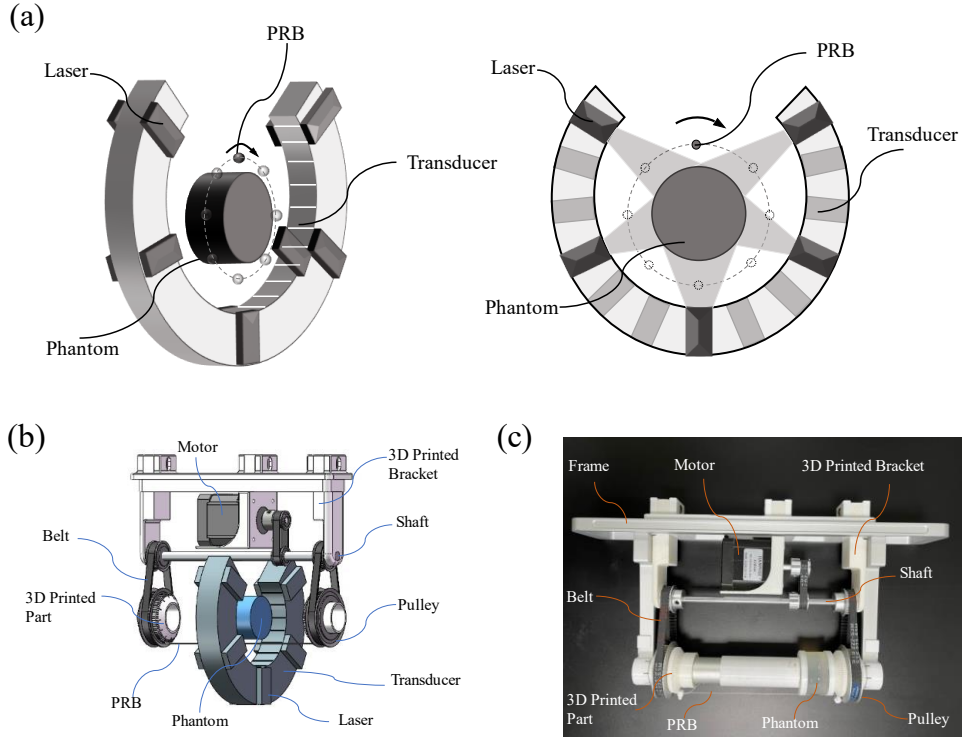 (a)
PRB
Laser
Transducer
Phantom
PRB
Laser
Transducer
Phantom
(b)
Motor
3D Printed
Bracket
Belt
Shaft
3D Printed
Part
Pulley
PRB
Transducer
Phantom
Laser
(c)
Frame
Motor
3D Printed Bracket
Shaft
Belt
3D Printed
Part
PRB
Phantom
Pulley